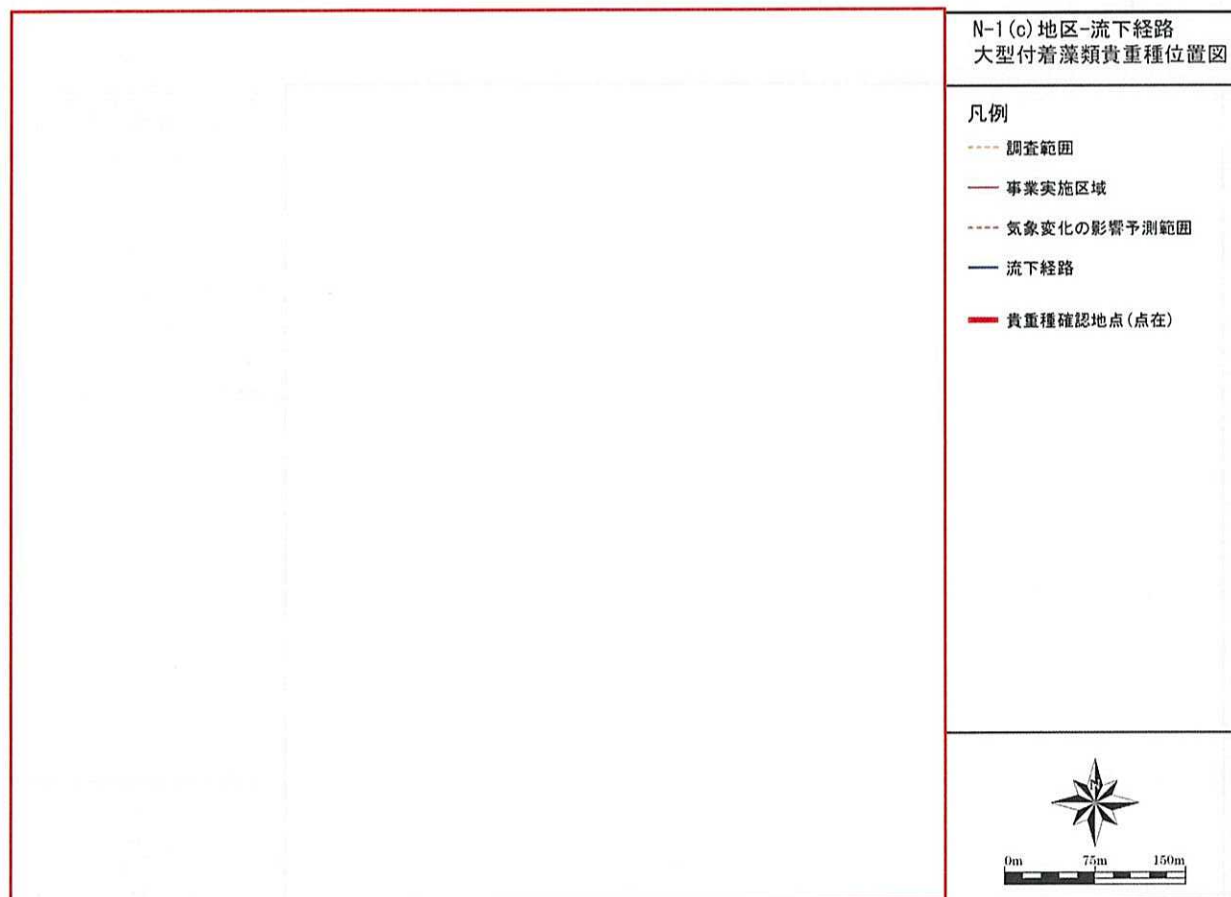 N-1(c)地区-流下経路
大型付着藻類貴重種位置図
凡例
調査範囲
事業実施区域
気象変化の影響予測範囲
流下経路
貴重種確認地点(点在)
N
0m 75m 150m